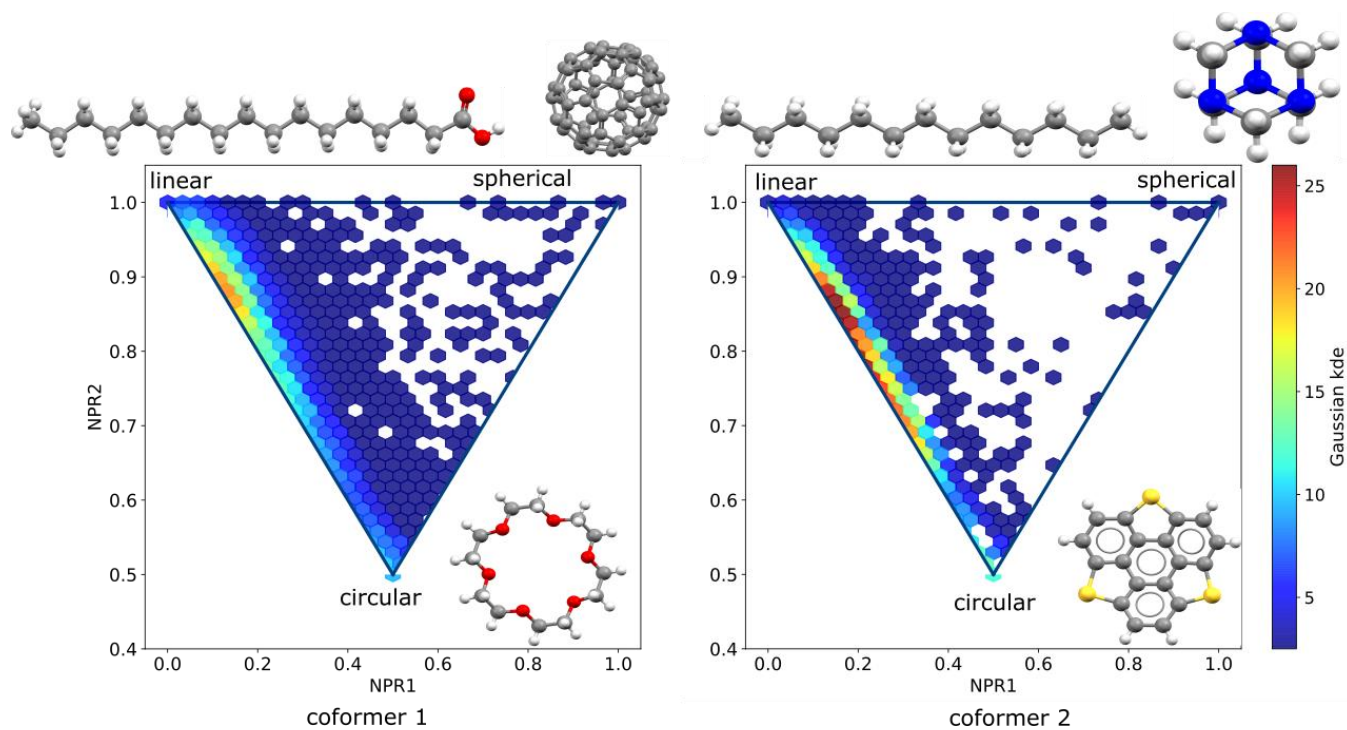 linear
spherical
1.0
0.9
0.8
0.7
0.6
0.5
0.4
NPR2
circular
0.0 0.2 0.4 0.6 0.8 1.0
NPR1
coformer 1
linear
spherical
1.0
0.9
0.8
0.7
0.6
0.5
0.4
circular
0.0 0.2 0.4 0.6 0.8 1.0
NPR1
coformer 2
25
20
15
10
5
Gaussian kde